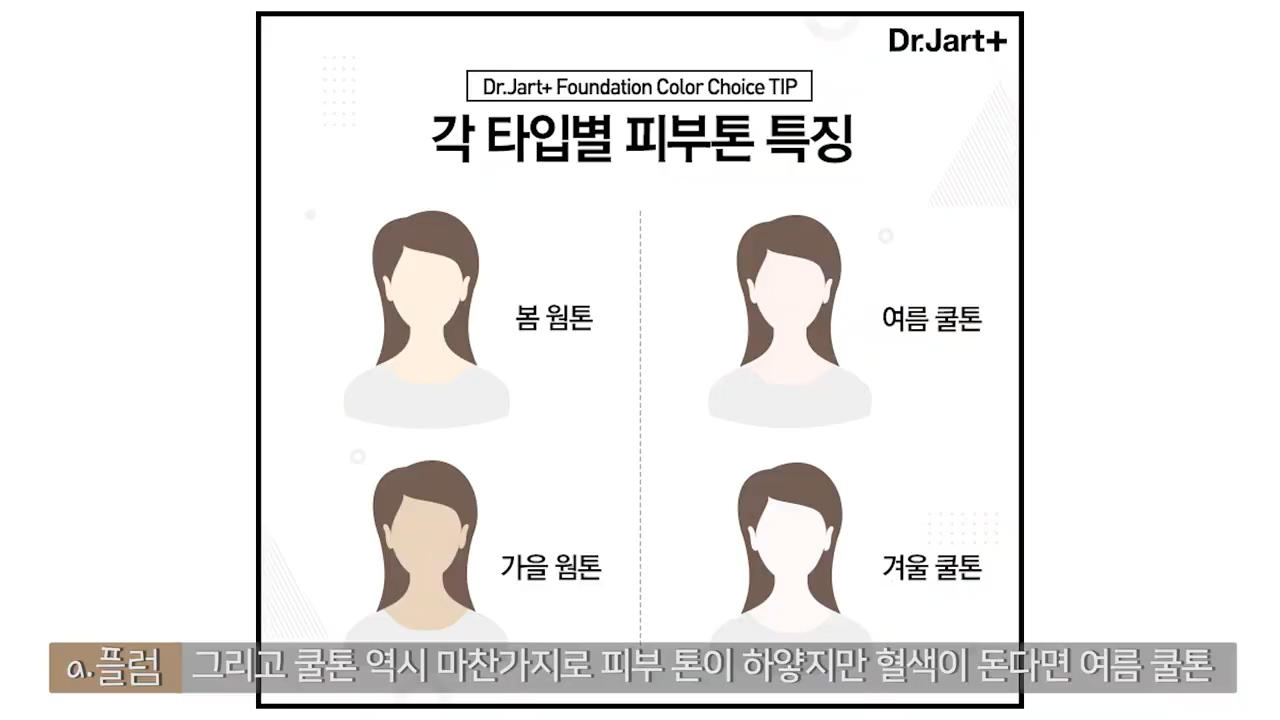 Dr.Jart+
Dr.Jart+ Foundation Color Choice TIP
각 타입별 피부톤 특징
봄 웜톤
여름 쿨톤
가을 웜톤
겨울 쿨톤
a.플럼 그리고 쿨톤 역시 마찬가지로 피부 톤이 하얗지만 혈색이 돈다면 여름 쿨톤